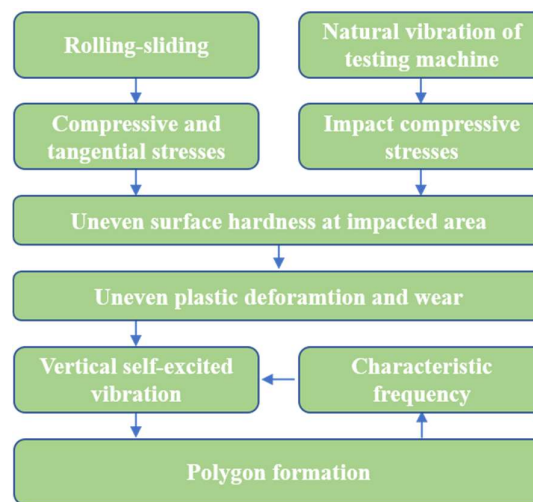 Rolling-sliding
Natural vibration of
testing machine
Compressive and
tangential stresses
Impact compressive
stresses
Uneven surface hardness at impacted area
Uneven plastic deforamtion and wear
Vertical self-excited
vibration
Characteristic
frequency
Polygon formation